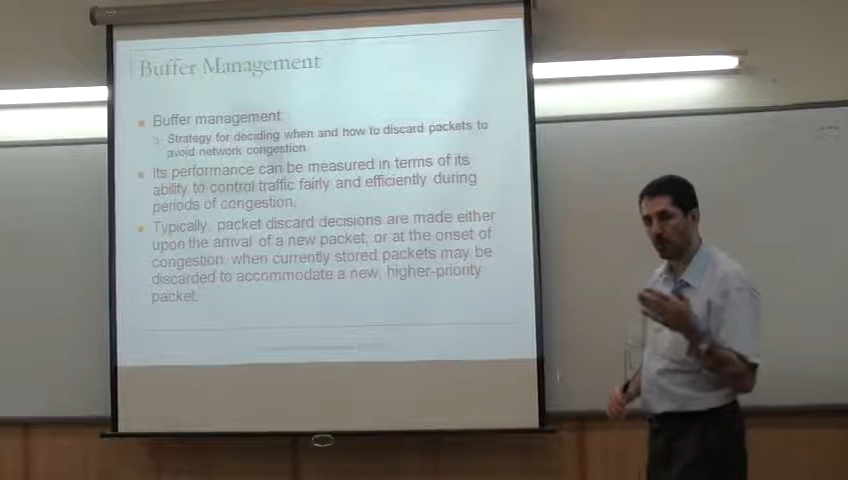 Buffer Management
Buffer management:
Strategy for deciding when and how to discard packets to
avoid network congestion.
Its performance can be measured in terms of its
ability to control traffic fairly and efficiently during
periods of congestion.
Typically, packet discard decisions are made either
upon the arrival of a new packet, or at the onset of
congestion, when currently stored packets may be
discarded to accommodate a new, higher-priority
packet.